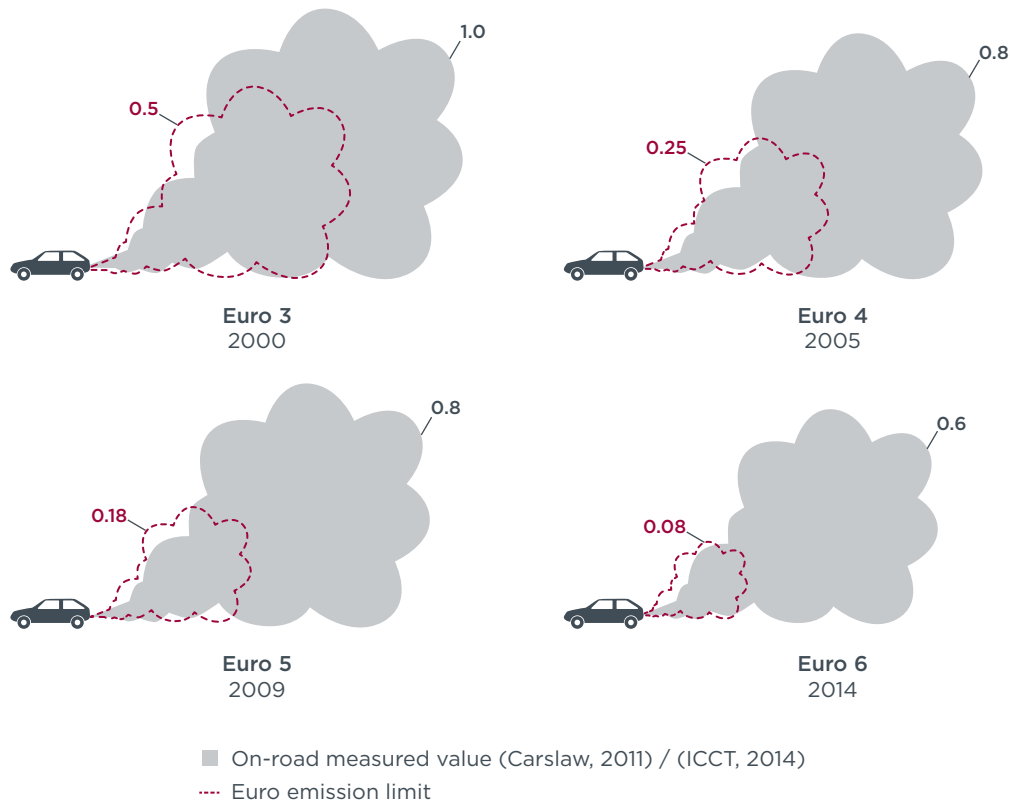 1.0
0.5
Euro 3
2000
0.8
0.25
Euro 4
2005
0.8
0.18
Euro 5
2009
0.6
0.08
Euro 6
2014
On-road measured value (Carslaw, 2011) / (ICCT, 2014)
Euro emission limit